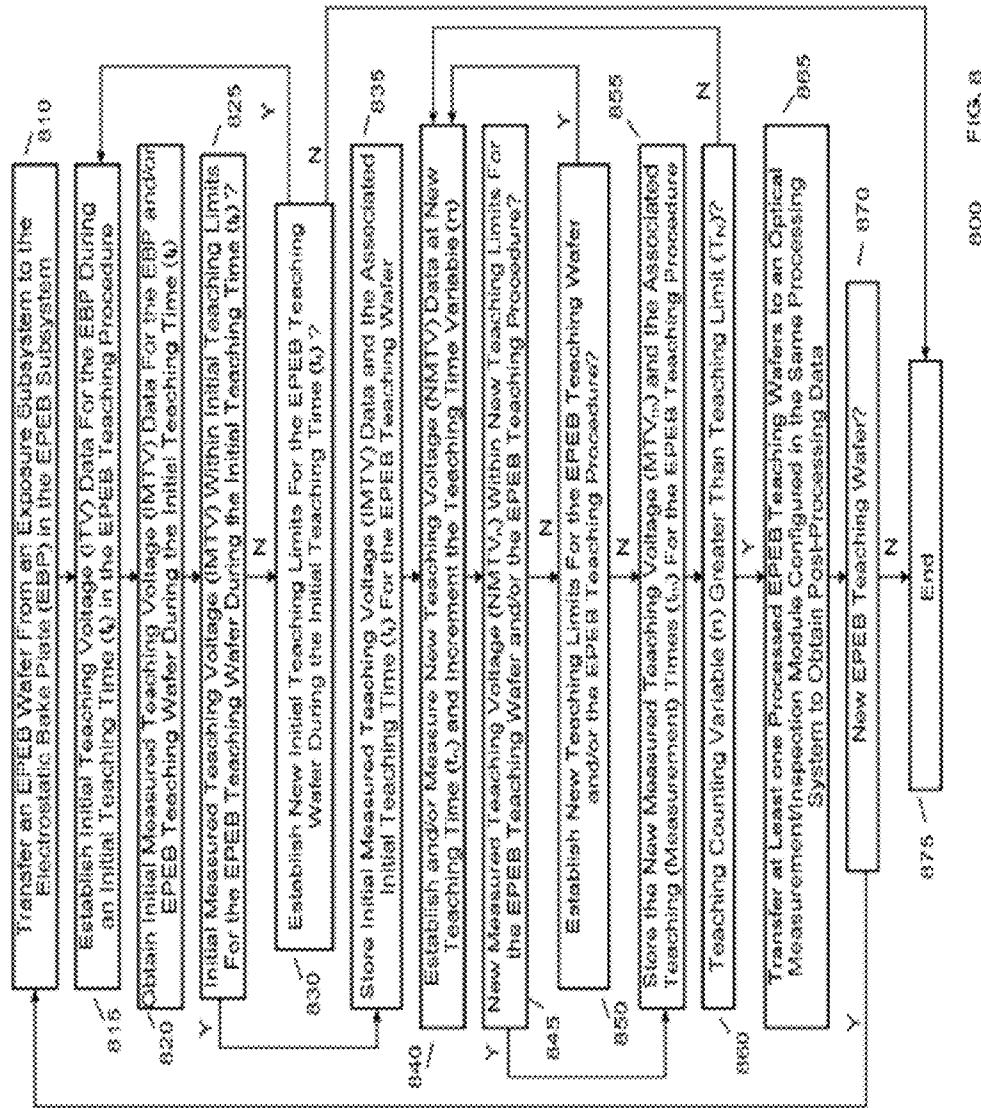 810
Transfer an EPEB Wafer From an Exposure Subsystem to the
Electrostatic Bake Plate (EBP) in the EPEB Subsystem
815
Establish Initial Teaching Voltage (ITV) Data For the EBP During
an Initial Teaching Time (t₀) in the EPEB Teaching Procedure
820
Obtain Initial Measured Teaching Voltage (IMTV) Data For the EBP and/or
EPEB Teaching Wafer During the Initial Teaching Time (t₀)
825
Initial Measured Teaching Voltage (IMTV) Within Initial Teaching Limits
For the EPEB Teaching Wafer During the Initial Teaching Time (t₀)?
Y
N
830
Establish New Initial Teaching Limits For the EPEB Teaching
Wafer During the Initial Teaching Time (t₀)?
Y
N
835
Store Initial Measured Teaching Voltage (IMTV) Data and the Associated
Initial Teaching Time (t₀) For the EPEB Teaching Wafer
840
Establish and/or Measure New Teaching Voltage (NMTV) Data at New
Teaching Time (tₙ) and Increment the Teaching Time Variable (n)
845
New Measured Teaching Voltage (NMTVₙ) Within New Teaching Limits For
the EPEB Teaching Wafer and/or the EPEB Teaching Procedure?
Y
N
850
Establish New Teaching Limits For the EPEB Teaching Wafer
and/or the EPEB Teaching Procedure?
Y
N
855
Store the New Measured Teaching Voltage (MTVₙ) and the Associated
Teaching (Measurement) Times (tₙ) For the EPEB Teaching Procedure
860
Teaching Counting Variable (n) Greater Than Teaching Limit (T_N)?
N
Y
865
Transfer at Least one Processed EPEB Teaching Wafers to an Optical
Measurement/Inspection Module Configured in the Same Processing
System to Obtain Post-Processing Data
870
New EPEB Teaching Wafer?
Y
N
875
End
800
FIG. 8